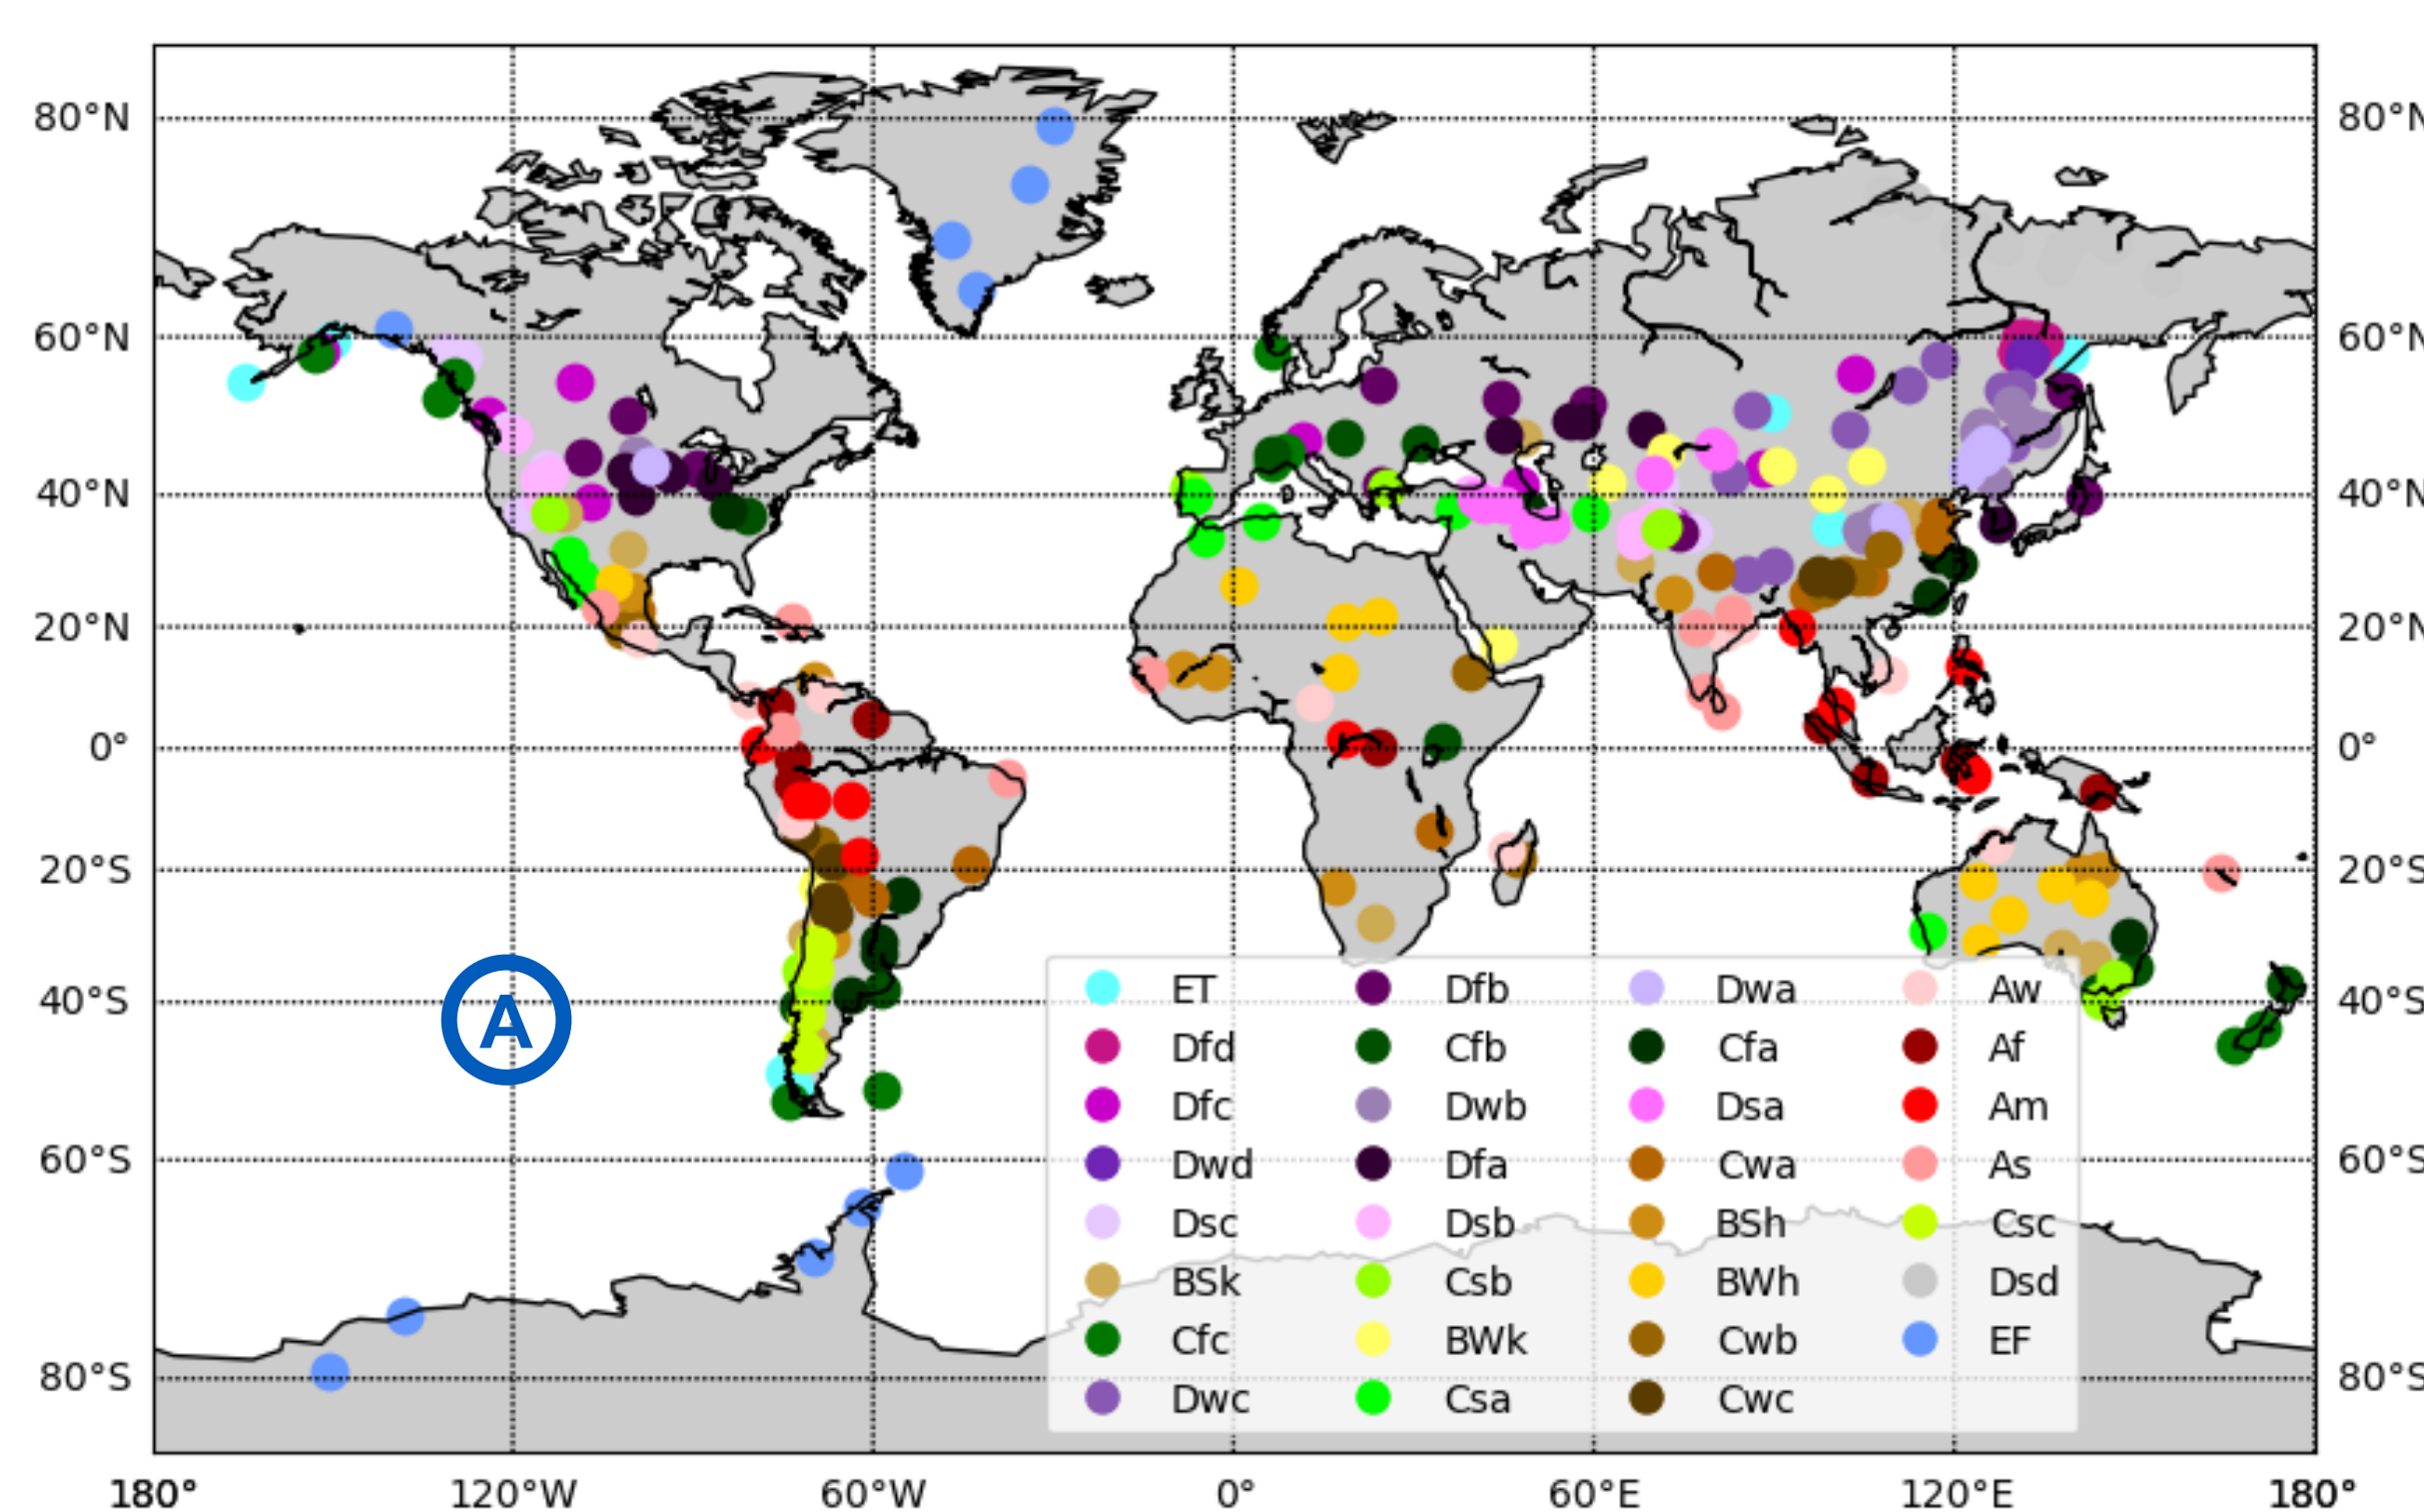 80°N 80°N
60°N 60°N
40°N 40°N
20°N 20°N
0° 0°
20°S 20°S
40°S 40°S
60°S 60°S
80°S 80°S
A
ET Dfb Dwa Aw
Dfd Cfb Cfa Af
Dfc Dwb Dsa Am
Dwd Dfa Cwa As
Dsc Dsb BSh Csc
BSk Csb BWh Dsd
Cfc BWk Cwb EF
Dwc Csa Cwc
180° 120°W 60°W 0° 60°E 120°E 180°